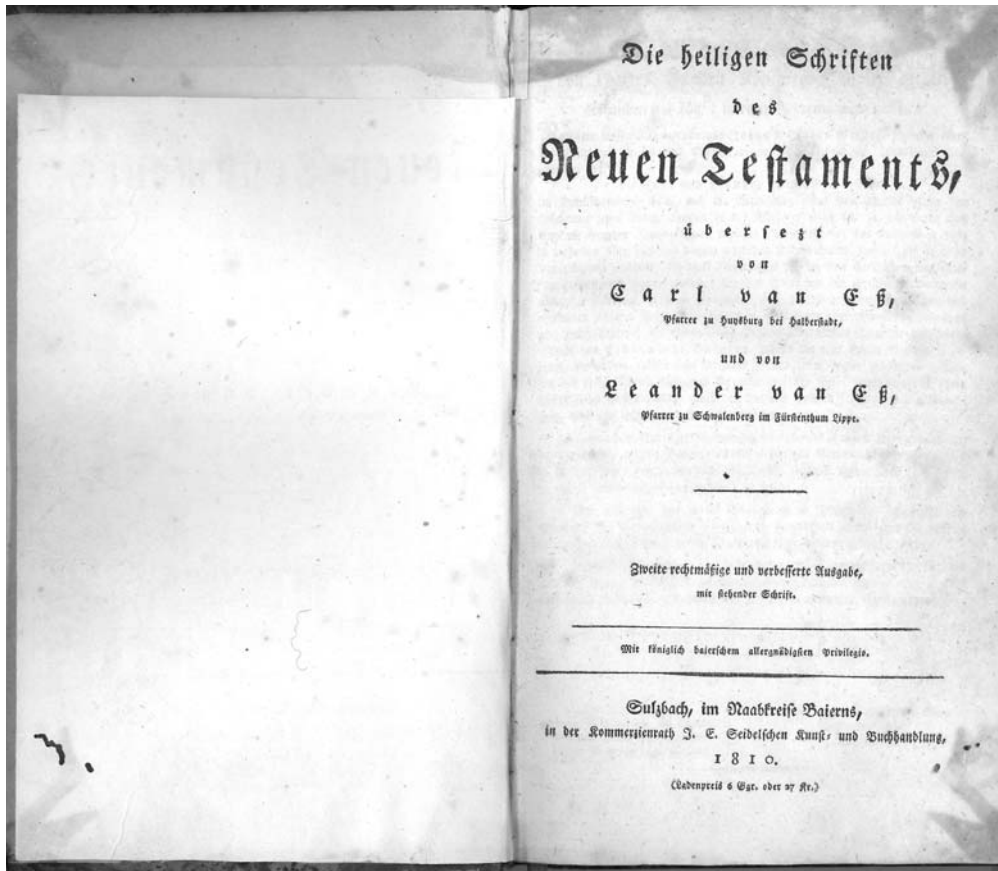 Die heiligen Schriften
des
Neuen Testaments,
übersezt
von
Carl van Eß,
Pfarrer zu Huysburg bei Halberstadt,
und von
Leander van Eß,
Pfarrer zu Schwalenberg im Fürstenthum Lippe.
Zweite rechtmäßige und verbesserte Ausgabe,
mit stehender Schrift.
Mit königlich baierschem allergnädigsten Privilegio.
Sulzbach, im Naabkreise Baierns,
in der Kommerzienrath J. E. Seidelschen Kunst- und Buchhandlung,
1810.
(Ladenpreis 6 Ggr. oder 27 Kr.)